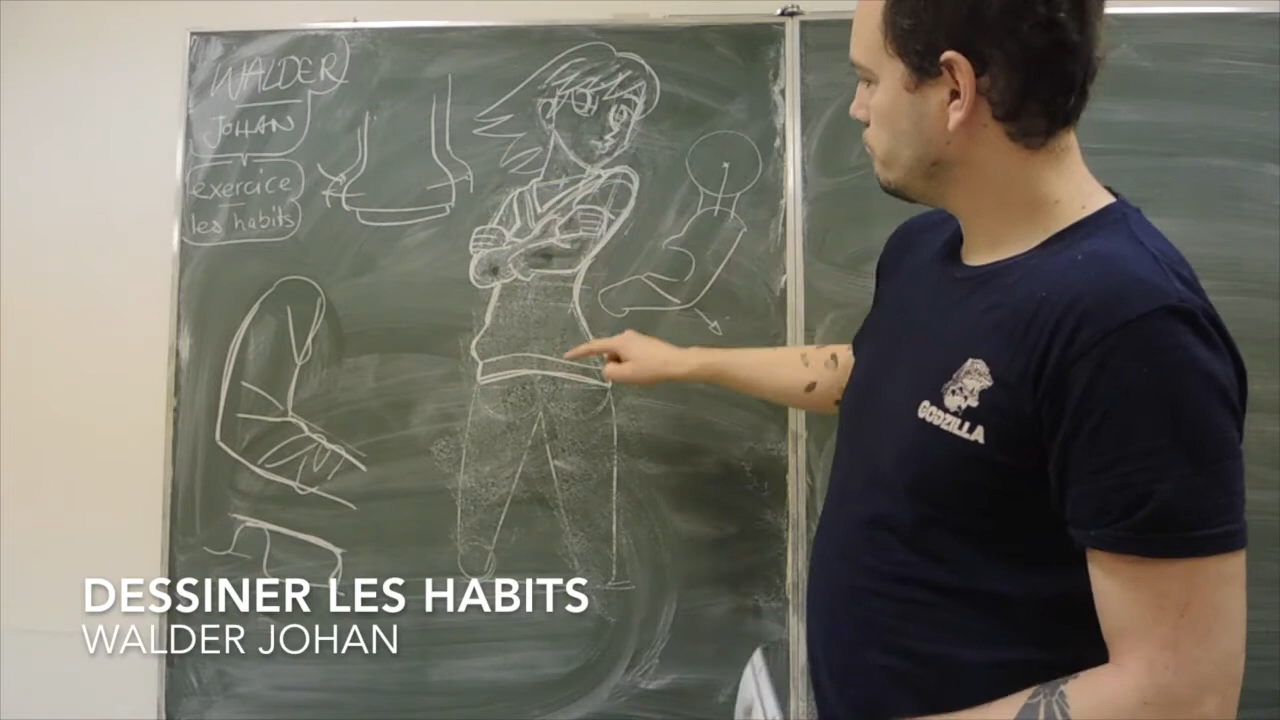 WALDER
JOHAN
exercice
les habits
GODZILLA
DESSINER LES HABITS
WALDER JOHAN